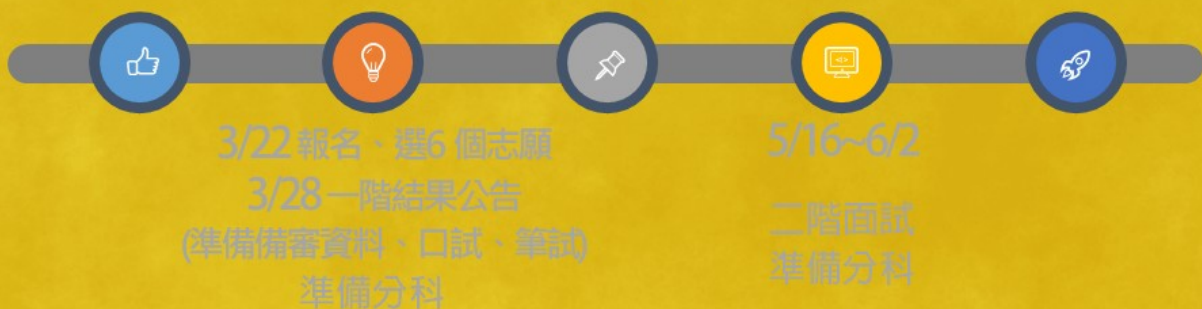 3/22 報名、選6 個志願
3/28 一階結果公告
(準備備審資料、口試、筆試)
準備分科
5/16~6/2
二階面試
準備分科